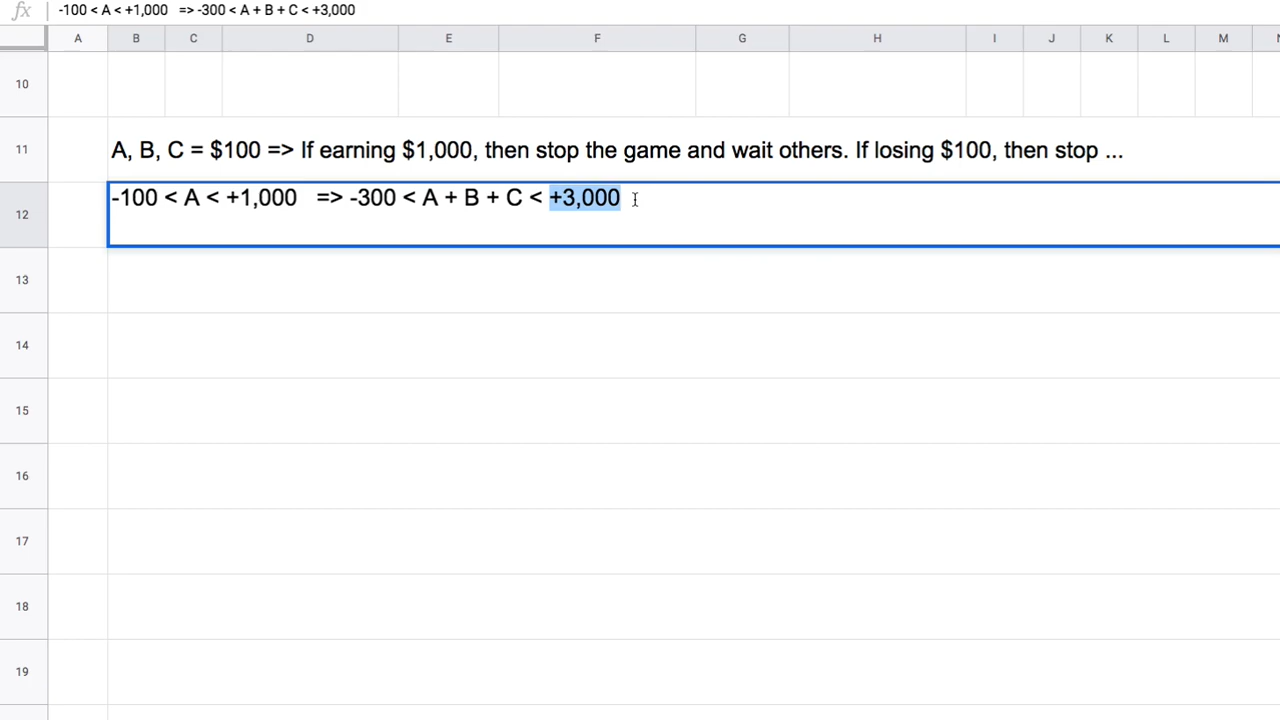 fx -100 < A < +1,000 => -300 < A + B + C < +3,000
A B C D E F G H I J K L M N
10
11 A, B, C = $100 => If earning $1,000, then stop the game and wait others. If losing $100, then stop ...
12 -100 < A < +1,000 => -300 < A + B + C < +3,000
13
14
15
16
17
18
19